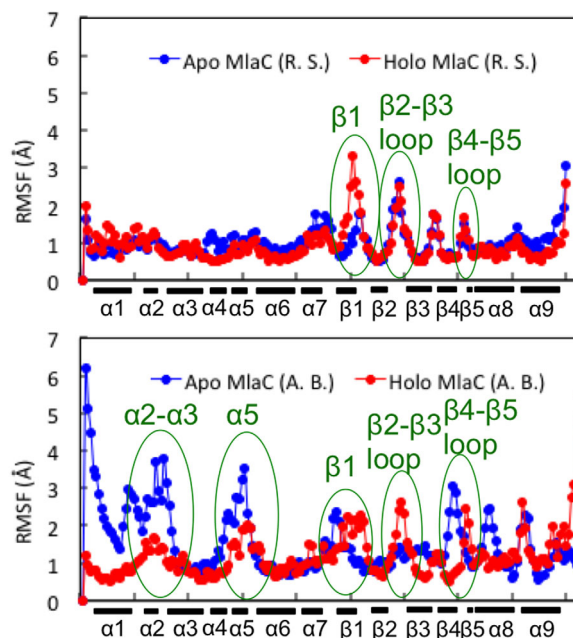 7
6
5
4
3
2
1
0
RMSF (Å)
Apo MlaC (R. S.) Holo MlaC (R. S.)
β1
β2-β3
loop
β4-β5
loop
α1 α2 α3 α4 α5 α6 α7 β1 β2 β3 β4 β5 α8 α9
7
6
5
4
3
2
1
0
RMSF (Å)
Apo MlaC (A. B.) Holo MlaC (A. B.)
α2-α3
α5
β1
β2-β3
loop
β4-β5
loop
α1 α2 α3 α4 α5 α6 α7 β1 β2 β3 β4 β5 α8 α9